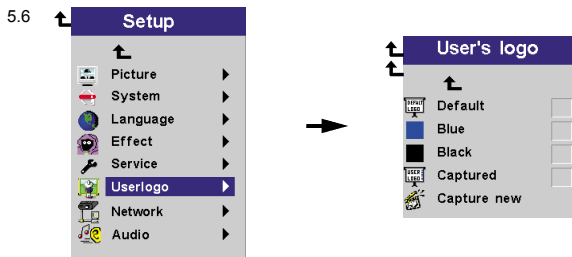 5.6
Setup
Picture
System
Language
Effect
Service
Userlogo
Network
Audio
User's logo
DEFAULT LOGO
Default
Blue
Black
USER LOGO
Captured
Capture new